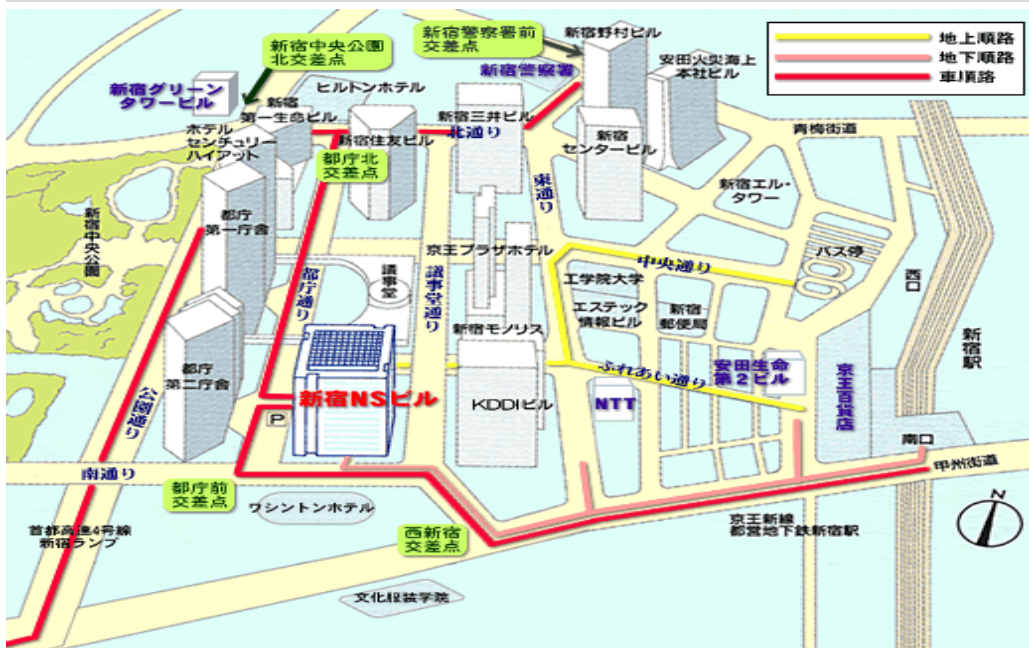 新宿警察署前
交差点
新宿野村ビル
新宿中央公園
北交差点
安田火災海上
本社ビル
地上順路
地下順路
車順路
新宿警察署
新宿グリーン
タワービル
ヒルトンホテル
新宿
第一生命ビル
新宿三井ビル
北通り
ホテル
センチュリー
ハイアット
新宿住友ビル
新宿
センタービル
青梅街道
都庁北
交差点
東通り
新宿エル・
タワー
都庁
第一庁舎
新宿中央公園
京王プラザホテル
中央通り
バス停
西口
都庁通り
議事堂
議事堂通り
工学院大学
エステック
情報ビル
新宿
郵便局
新宿モノリス
新宿駅
都庁
第二庁舎
ふれあい通り
安田生命
第2ビル
京王百貨店
公園通り
新宿NSビル
KDDIビル
NTT
P
南口
南通り
甲州街道
都庁前
交差点
ワシントンホテル
N
首都高速4号線
新宿ランプ
西新宿
交差点
京王新線
都営地下鉄新宿駅
文化服装学院